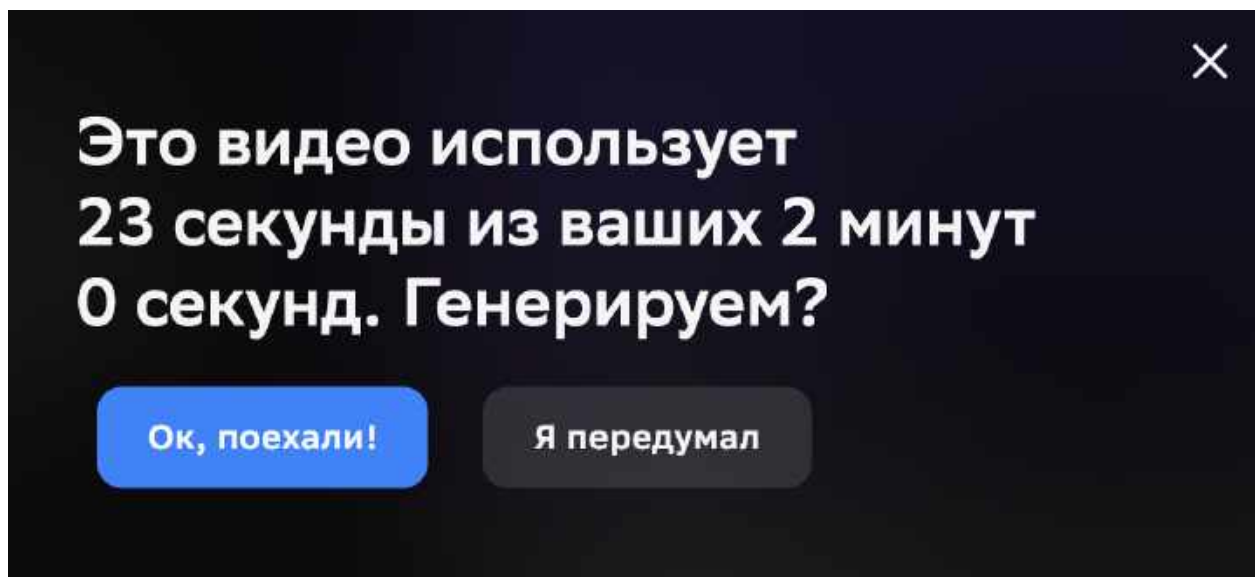 Это видео использует
23 секунды из ваших 2 минут
0 секунд. Генерируем?
Ок, поехали!
Я передумал